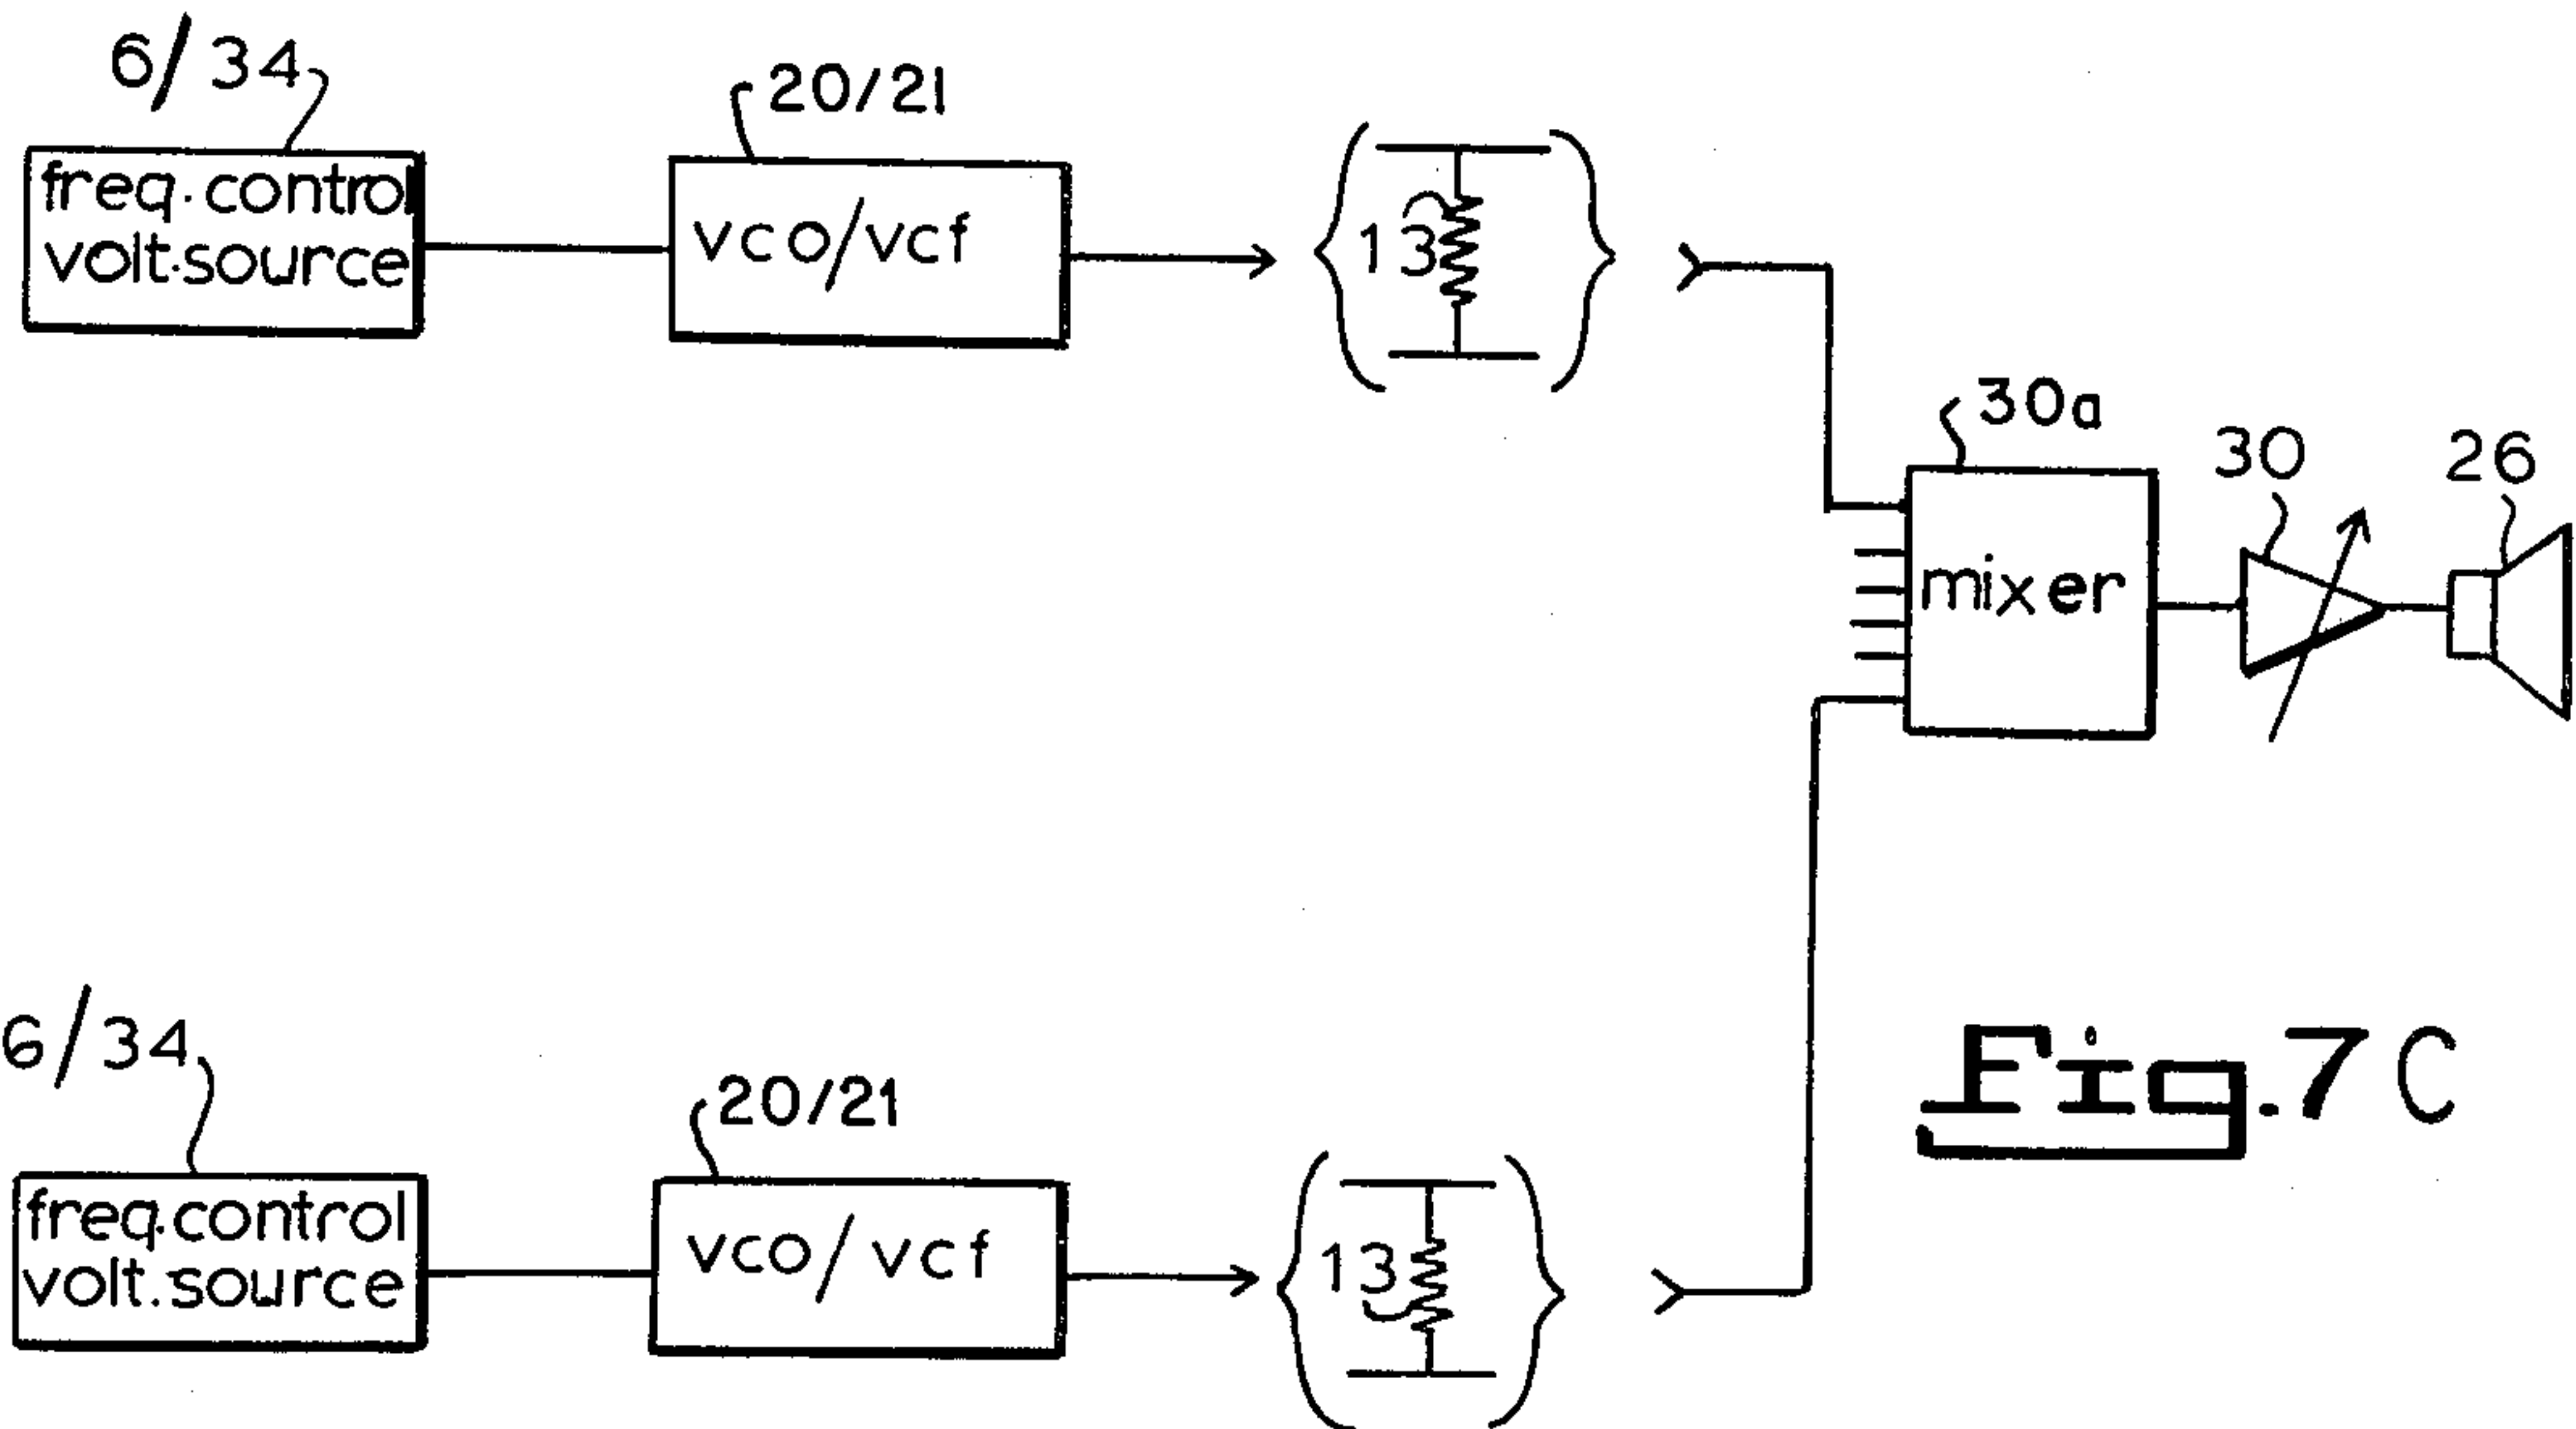 6/34
20/21
freq. control
volt. source
vco/vcf
13
30a
30
26
mixer
6/34
20/21
freq. control
volt. source
vco/vcf
13
Fig. 7C